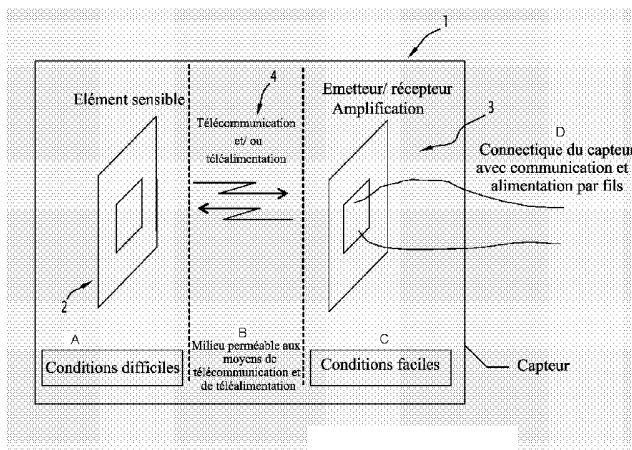 1
Elément sensible
4
Télécommunication
et/ ou
téléalimentation
Emetteur/ récepteur
Amplification
3
D
Connectique du capteur
avec communication et
alimentation par fils
2
A
Conditions difficiles
B
Milieu perméable aux
moyens de
télécommunication et
de téléalimentation
C
Conditions faciles
Capteur